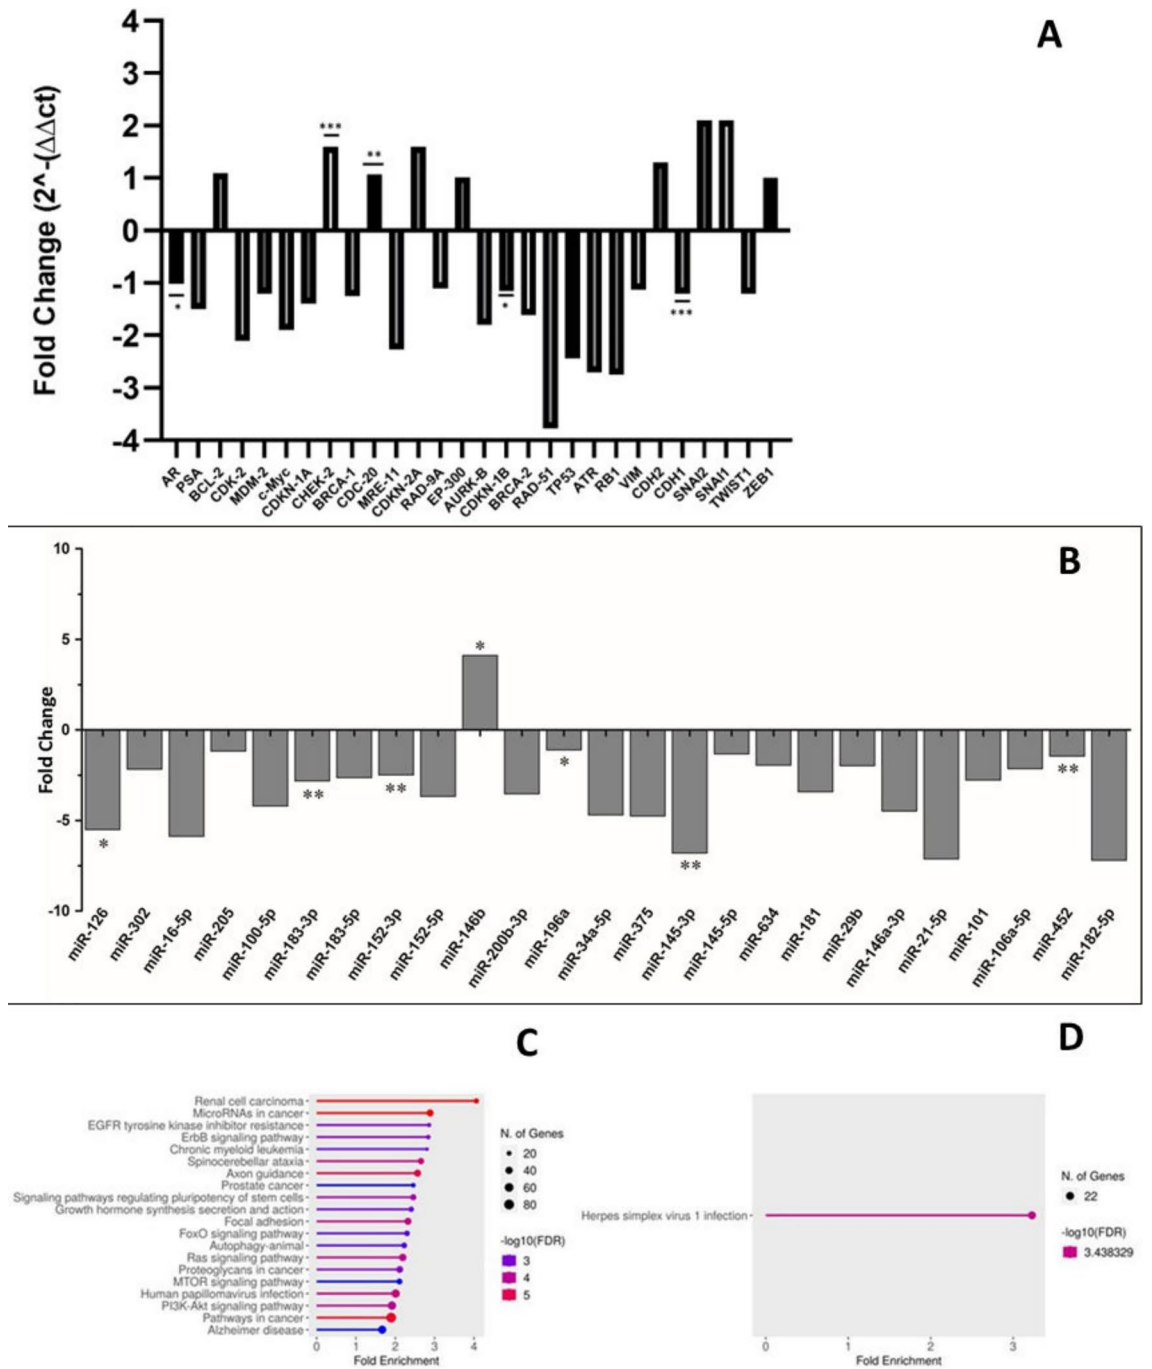 A
Fold Change (2^-(ΔΔct)
4
3
2
1
0
-1
-2
-3
-4
***
**
*
*
***
AR
PSA
BCL-2
CDK-2
MDM-2
c-Myc
CDKN-1A
CHEK-2
BRCA-1
CDC-20
MRE-11
CDKN-2A
RAD-9A
EP-300
AURK-B
CDKN-1B
BRCA-2
RAD-51
TP53
ATR
RB1
VIM
CDH2
CDH1
SNAI2
SNAI1
TWIST1
ZEB1
B
Fold Change
10
5
0
-5
-10
*
**
**
*
*
**
**
miR-126
miR-302
miR-16-5p
miR-205
miR-100-5p
miR-183-3p
miR-183-5p
miR-152-3p
miR-152-5p
miR-146b
miR-200b-3p
miR-196a
miR-34a-5p
miR-375
miR-145-3p
miR-145-5p
miR-634
miR-181
miR-29b
miR-146a-3p
miR-21-5p
miR-101
miR-106a-5p
miR-452
miR-182-5p
C
Renal cell carcinoma
MicroRNAs in cancer
EGFR tyrosine kinase inhibitor resistance
ErbB signaling pathway
Chronic myeloid leukemia
Spinocerebellar ataxia
Axon guidance
Prostate cancer
Signaling pathways regulating pluripotency of stem cells
Growth hormone synthesis secretion and action
Focal adhesion
FoxO signaling pathway
Autophagy-animal
Ras signaling pathway
Proteoglycans in cancer
MTOR signaling pathway
Human papillomavirus infection
PI3K-Akt signaling pathway
Pathways in cancer
Alzheimer disease
0 1 2 3 4
Fold Enrichment
N. of Genes
20
40
60
80
-log10(FDR)
3
4
5
D
Herpes simplex virus 1 infection
0 1 2 3
Fold Enrichment
N. of Genes
22
-log10(FDR)
3.438329